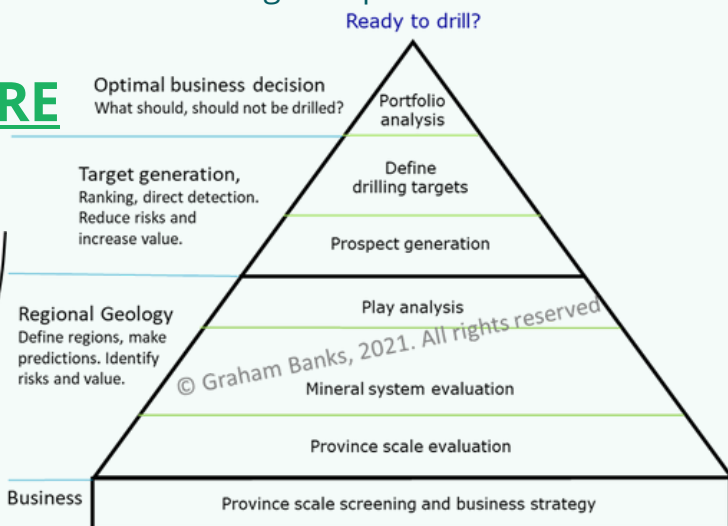 Ready to drill?
RE
Optimal business decision
What should, should not be drilled?
Portfolio
analysis
Target generation,
Ranking, direct detection.
Reduce risks and
increase value.
Define
drilling targets
Prospect generation
Regional Geology
Define regions, make
predictions. Identify
risks and value.
Play analysis
© Graham Banks, 2021. All rights reserved
Mineral system evaluation
Province scale evaluation
Business
Province scale screening and business strategy